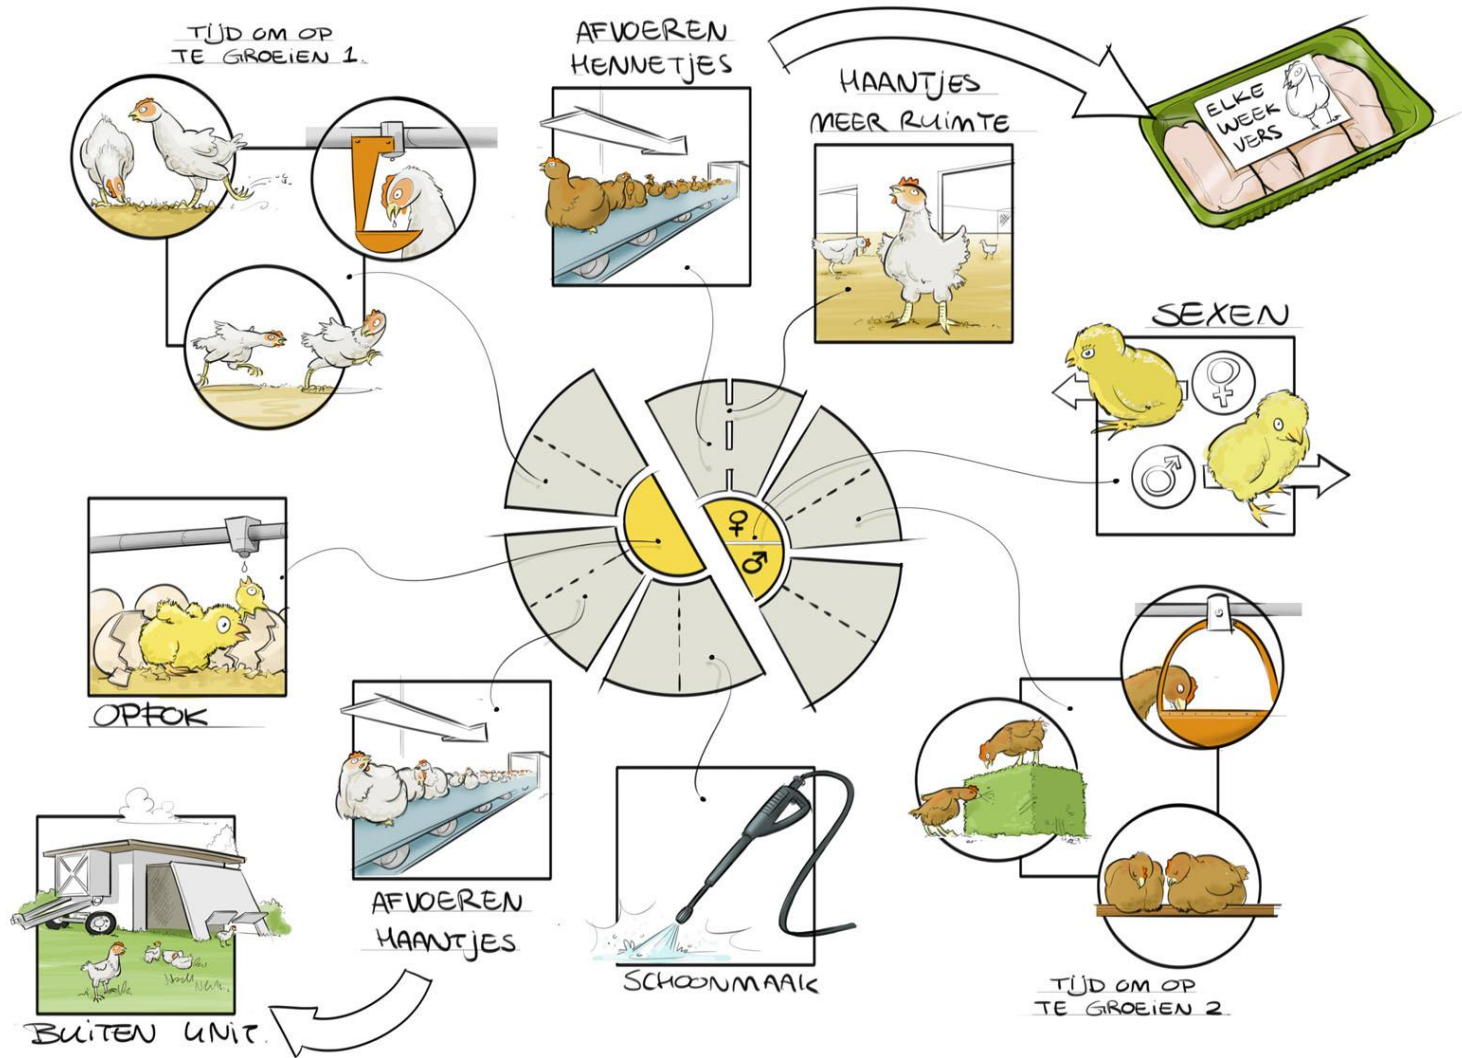 TIJD OM OP
TE GROEIEN 1.
AFVOEREN
HENNETJES
HAANTJES
MEER RUIMTE
ELKE
WEEK
VERS
SEXEN
♀
♂
♀
♂
OPFOK
AFVOEREN
HAANTJES
SCHOONMAAK
TIJD OM OP
TE GROEIEN 2
BUITEN UNIT.